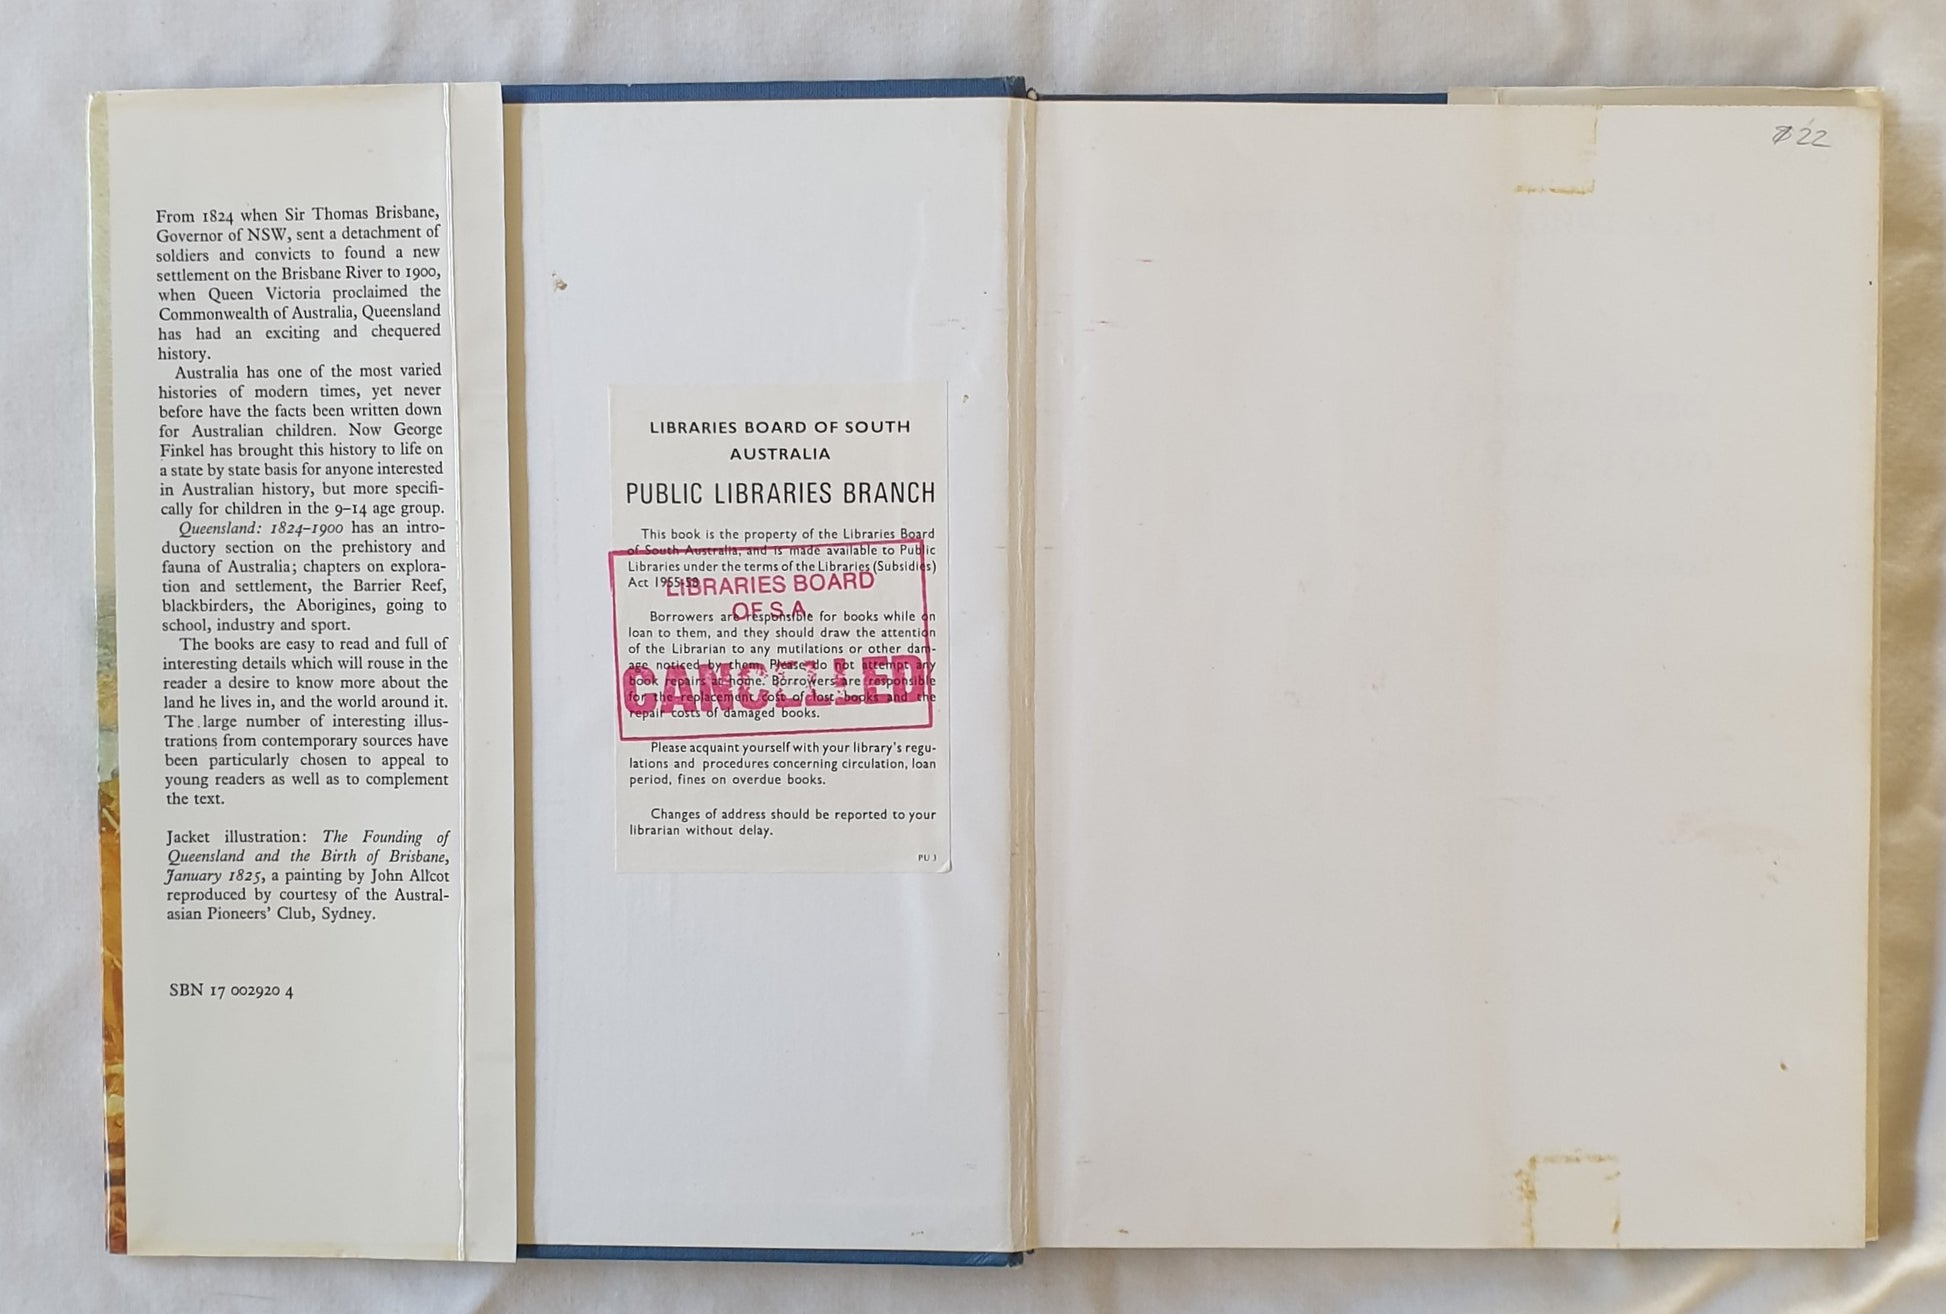 From 1824 when Sir Thomas Brisbane,
Governor of NSW, sent a detachment of
soldiers and convicts to found a new
settlement on the Brisbane River to 1900,
when Queen Victoria proclaimed the
Commonwealth of Australia, Queensland
has had an exciting and chequered
history.
Australia has one of the most varied
histories of modern times, yet never
before have the facts been written down
for Australian children. Now George
Finkel has brought this history to life on
a state by state basis for anyone interested
in Australian history, but more specifi-
cally for children in the 9–14 age group.
Queensland: 1824–1900 has an intro-
ductory section on the prehistory and
fauna of Australia; chapters on explora-
tion and settlement, the Barrier Reef,
blackbirders, the Aborigines, going to
school, industry and sport.
The books are easy to read and full of
interesting details which will rouse in the
reader a desire to know more about the
land he lives in, and the world around it.
The large number of interesting illus-
trations from contemporary sources have
been particularly chosen to appeal to
young readers as well as to complement
the text.
Jacket illustration: The Founding of
Queensland and the Birth of Brisbane,
January 1825, a painting by John Allcot
reproduced by courtesy of the Austral-
asian Pioneers' Club, Sydney.
SBN 17 002920 4
LIBRARIES BOARD OF SOUTH
AUSTRALIA
PUBLIC LIBRARIES BRANCH
This book is the property of the Libraries Board
of South Australia, and is made available to Public
Libraries under the terms of the Libraries (Subsidies)
Act 1955-58
LIBRARIES BOARD
OF S.A.
Borrowers are responsible for books while on
loan to them, and they should draw the attention
of the Librarian to any mutilations or other dam-
age noticed by them. Please do not attempt any
book repairs at home. Borrowers are responsible
CANCELLED
for the replacement cost of lost books and the
repair costs of damaged books.
Please acquaint yourself with your library's regu-
lations and procedures concerning circulation, loan
period, fines on overdue books.
Changes of address should be reported to your
librarian without delay.
PU 3
$22